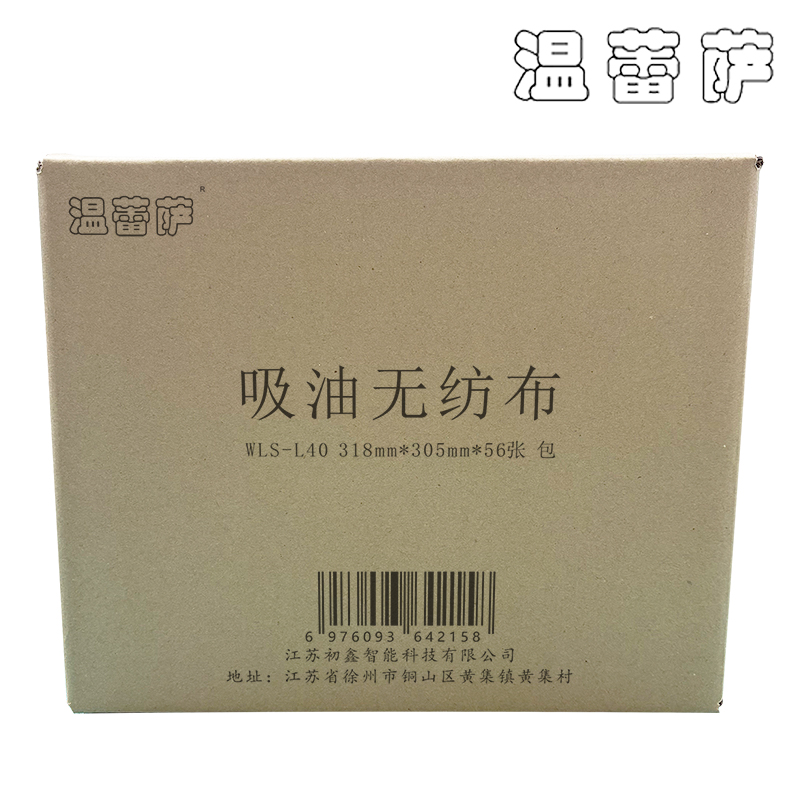 温蕾萨
温蕾萨®
吸油无纺布
WLS-L40 318mm*305mm*56张 包
6 976093 642158
江苏初鑫智能科技有限公司
地址：江苏省徐州市铜山区黄集镇黄集村